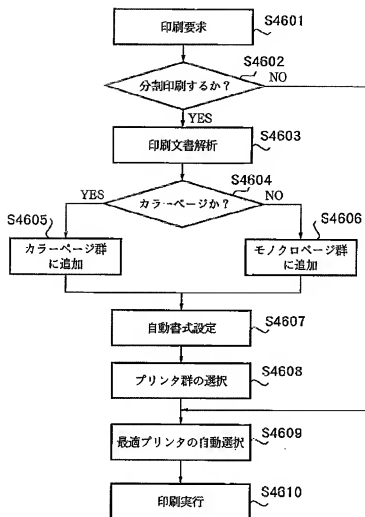 印刷要求
S4601
S4602
分割印刷するか?
NO
YES
印刷文書解析
S4603
S4604
YES
カラーページか?
NO
S4605
S4606
カラーページ群
に追加
モノクロページ群
に追加
自動書式設定
S4607
プリンタ群の選択
S4608
最適プリンタの自動選択
S4609
印刷実行
S4610